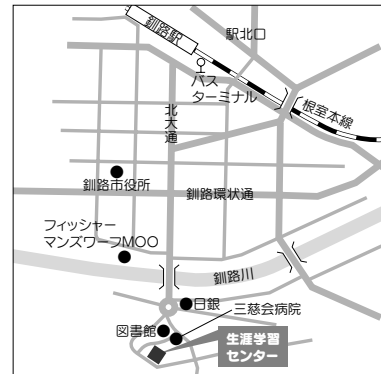 釧路駅
駅北口
バス
ターミナル
根室本線
北大通
釧路市役所
釧路環状通
フィッシャー
マンズワーフMOO
釧路川
日銀
三慈会病院
図書館
生涯学習
センター